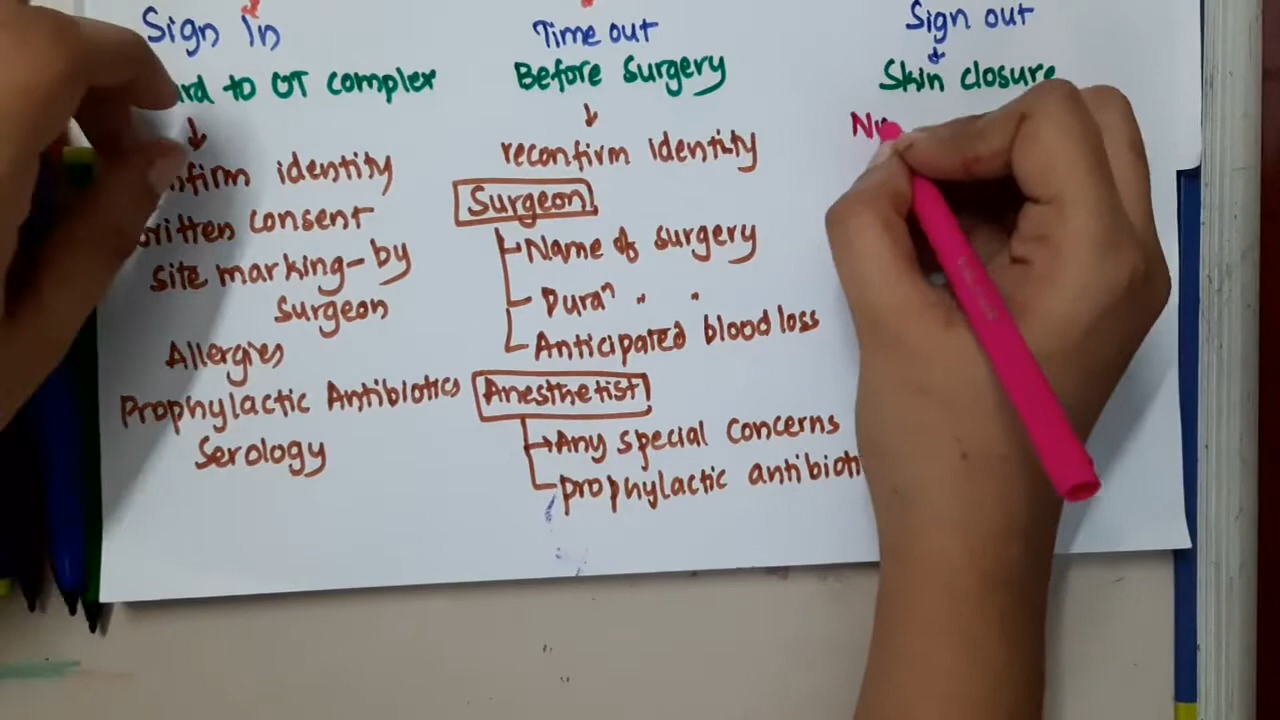 Sign In
to OT complex
identity
consent
Site marking - by
Surgeon
Allergies
Prophylactic Antibiotics
Serology
Time out
Before Surgery
reconfirm identity
Surgeon
Name of surgery
Duraⁿ " "
Anticipated blood loss
Anesthetist
Any special concerns
prophylactic
Sign out
Skin closure